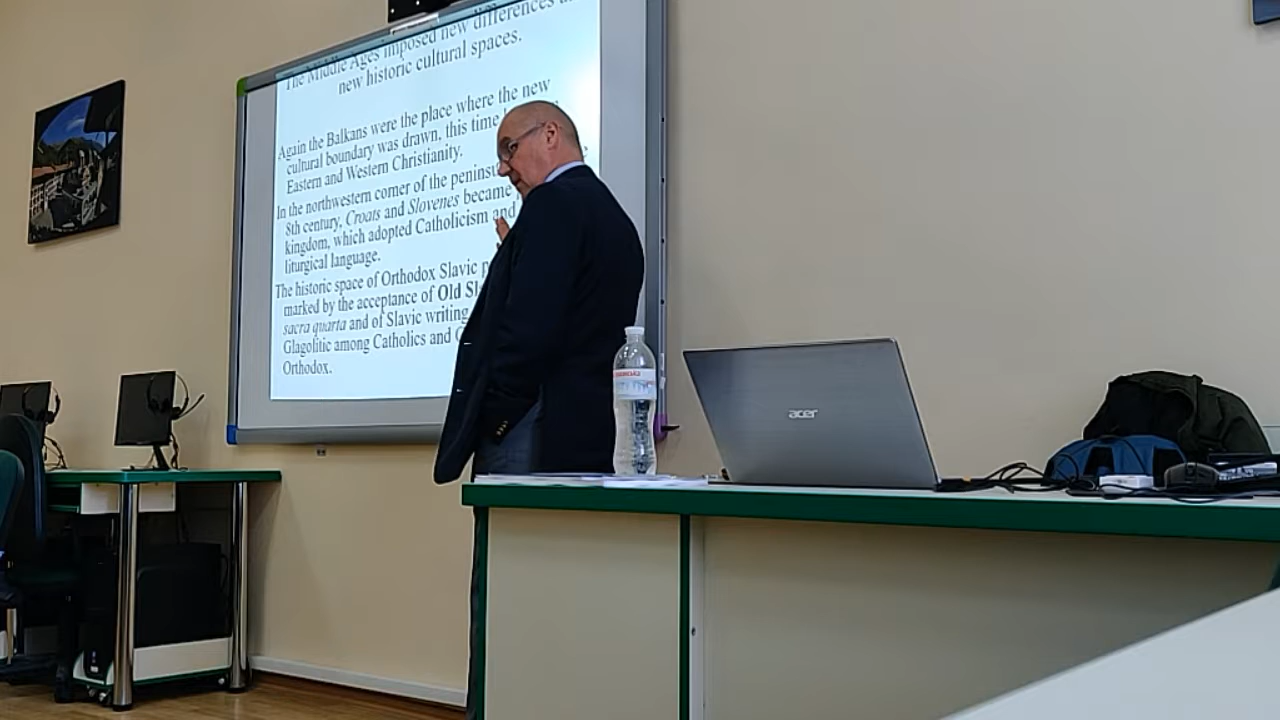 The Middle Ages imposed new differences
new historic cultural spaces.
Again the Balkans were the place where the new
cultural boundary was drawn, this time
Eastern and Western Christianity.
In the northwestern corner of the
8th century, Croats and Slovenes became
kingdom, which adopted Catholicism and
liturgical language.
The historic space of Orthodox Slavic
marked by the acceptance of Old
sacra quarta and of Slavic writing
Glagolitic among Catholics and
Orthodox.
acer